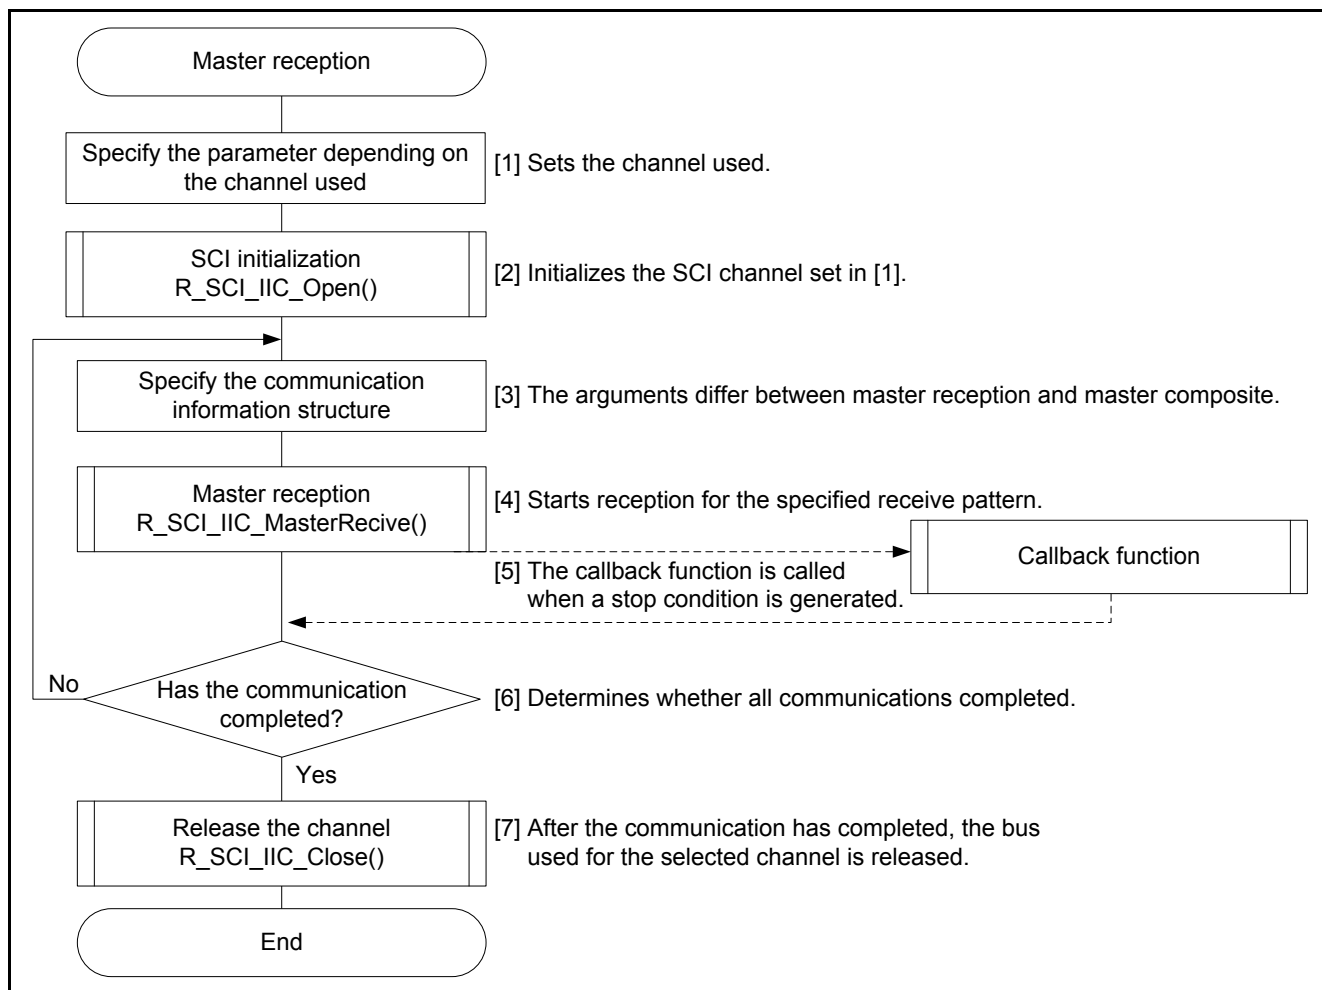 Master reception
Specify the parameter depending on
the channel used
[1] Sets the channel used.
SCI initialization
R_SCI_IIC_Open()
[2] Initializes the SCI channel set in [1].
Specify the communication
information structure
[3] The arguments differ between master reception and master composite.
Master reception
R_SCI_IIC_MasterRecive()
[4] Starts reception for the specified receive pattern.
[5] The callback function is called
when a stop condition is generated.
Callback function
No
Has the communication
completed?
[6] Determines whether all communications completed.
Yes
Release the channel
R_SCI_IIC_Close()
[7] After the communication has completed, the bus
used for the selected channel is released.
End